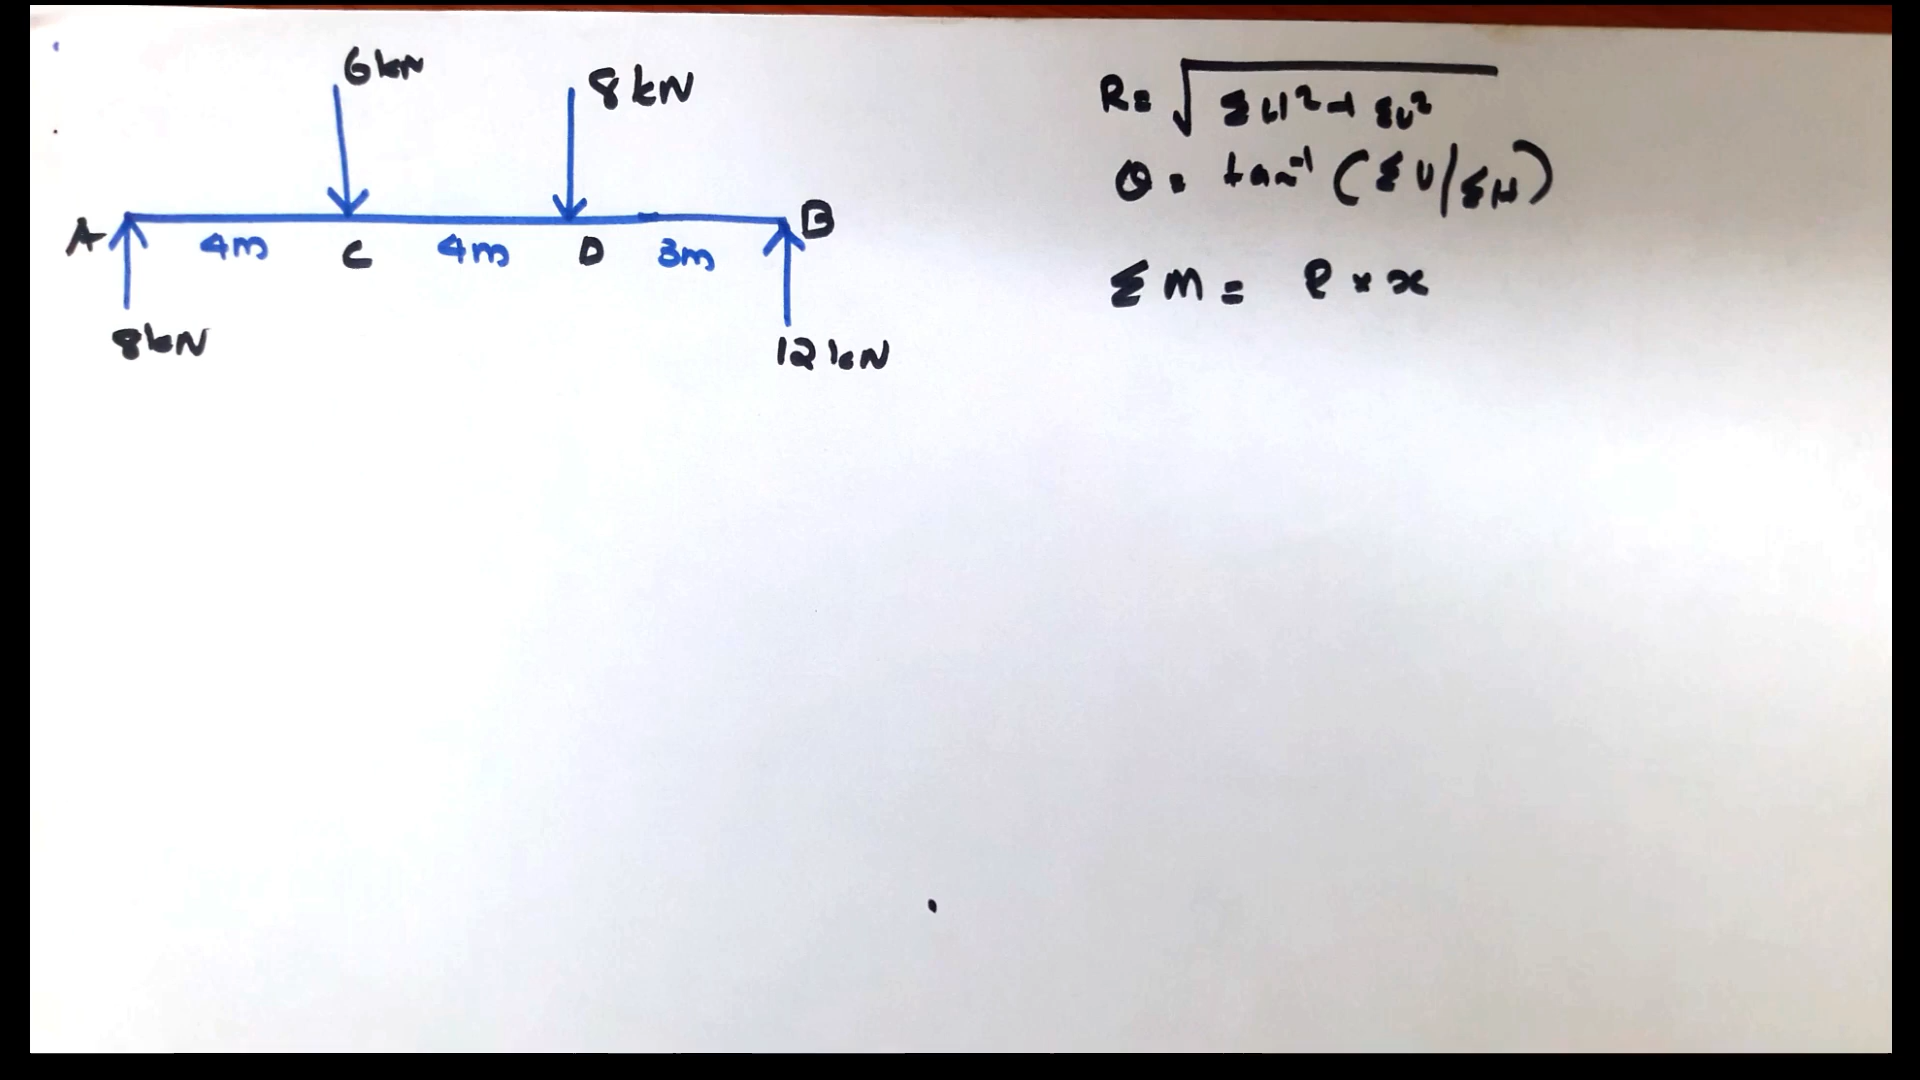 6kN
8kN
A
4m
C
4m
D
3m
B
8kN
12kN
R = √ΣH² + ΣV²
θ = tan⁻¹ (ΣV/ΣH)
ΣM = R × x